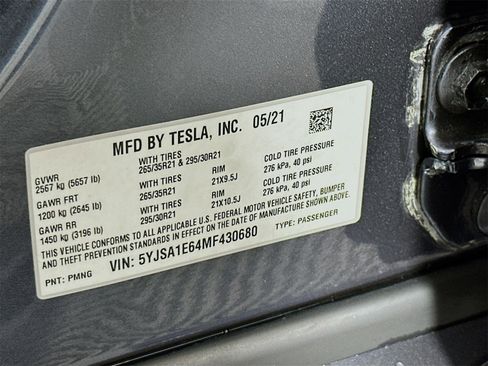 MFD BY TESLA, INC. 05/21
GVWR WITH TIRES COLD TIRE PRESSURE
2567 kg (5657 lb) 265/35R21 & 295/30R21 276 kPa, 40 psi
GAWR FRT WITH TIRES RIM COLD TIRE PRESSURE
1200 kg (2645 lb) 265/35R21 21X9.5J 276 kPa, 40 psi
GAWR RR WITH TIRES RIM COLD TIRE PRESSURE
1450 kg (3196 lb) 295/30R21 21X10.5J 276 kPa, 40 psi
THIS VEHICLE CONFORMS TO ALL APPLICABLE U.S. FEDERAL MOTOR VEHICLE SAFETY, BUMPER
AND THEFT PREVENTION STANDARDS IN EFFECT ON THE DATE OF MANUFACTURE SHOWN ABOVE.
VIN: 5YJSA1E64MF430680 TYPE: PASSENGER
PNT: PMNG